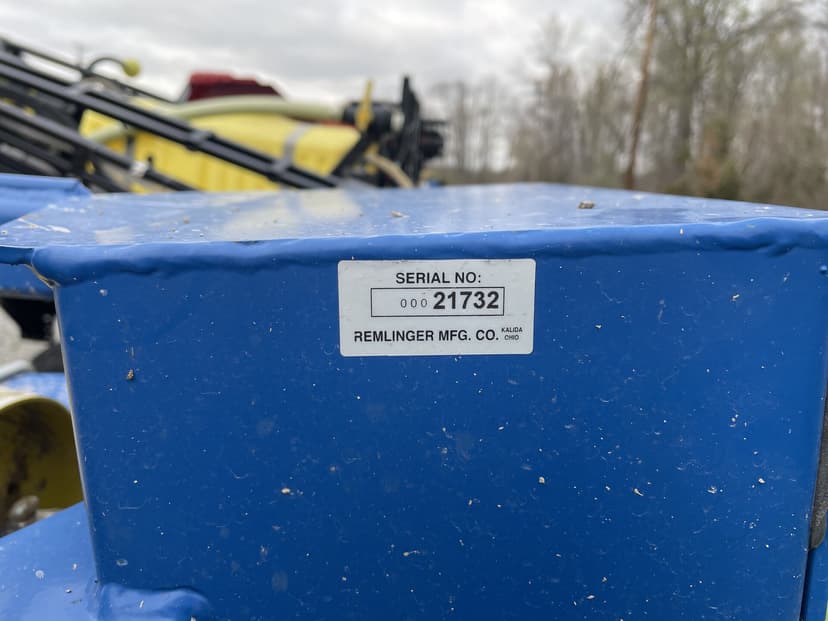 SERIAL NO:
000 21732
REMLINGER MFG. CO. KALIDA OHIO